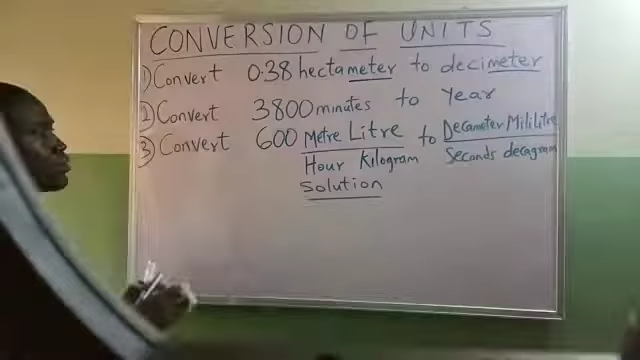 CONVERSION OF UNITS
1) Convert 0.38 hectameter to decimeter
2) Convert 3800 minutes to year
3) Convert 600 Metre Litre to Decameter Mililitre
Hour Kilogram Seconds decagram
Solution